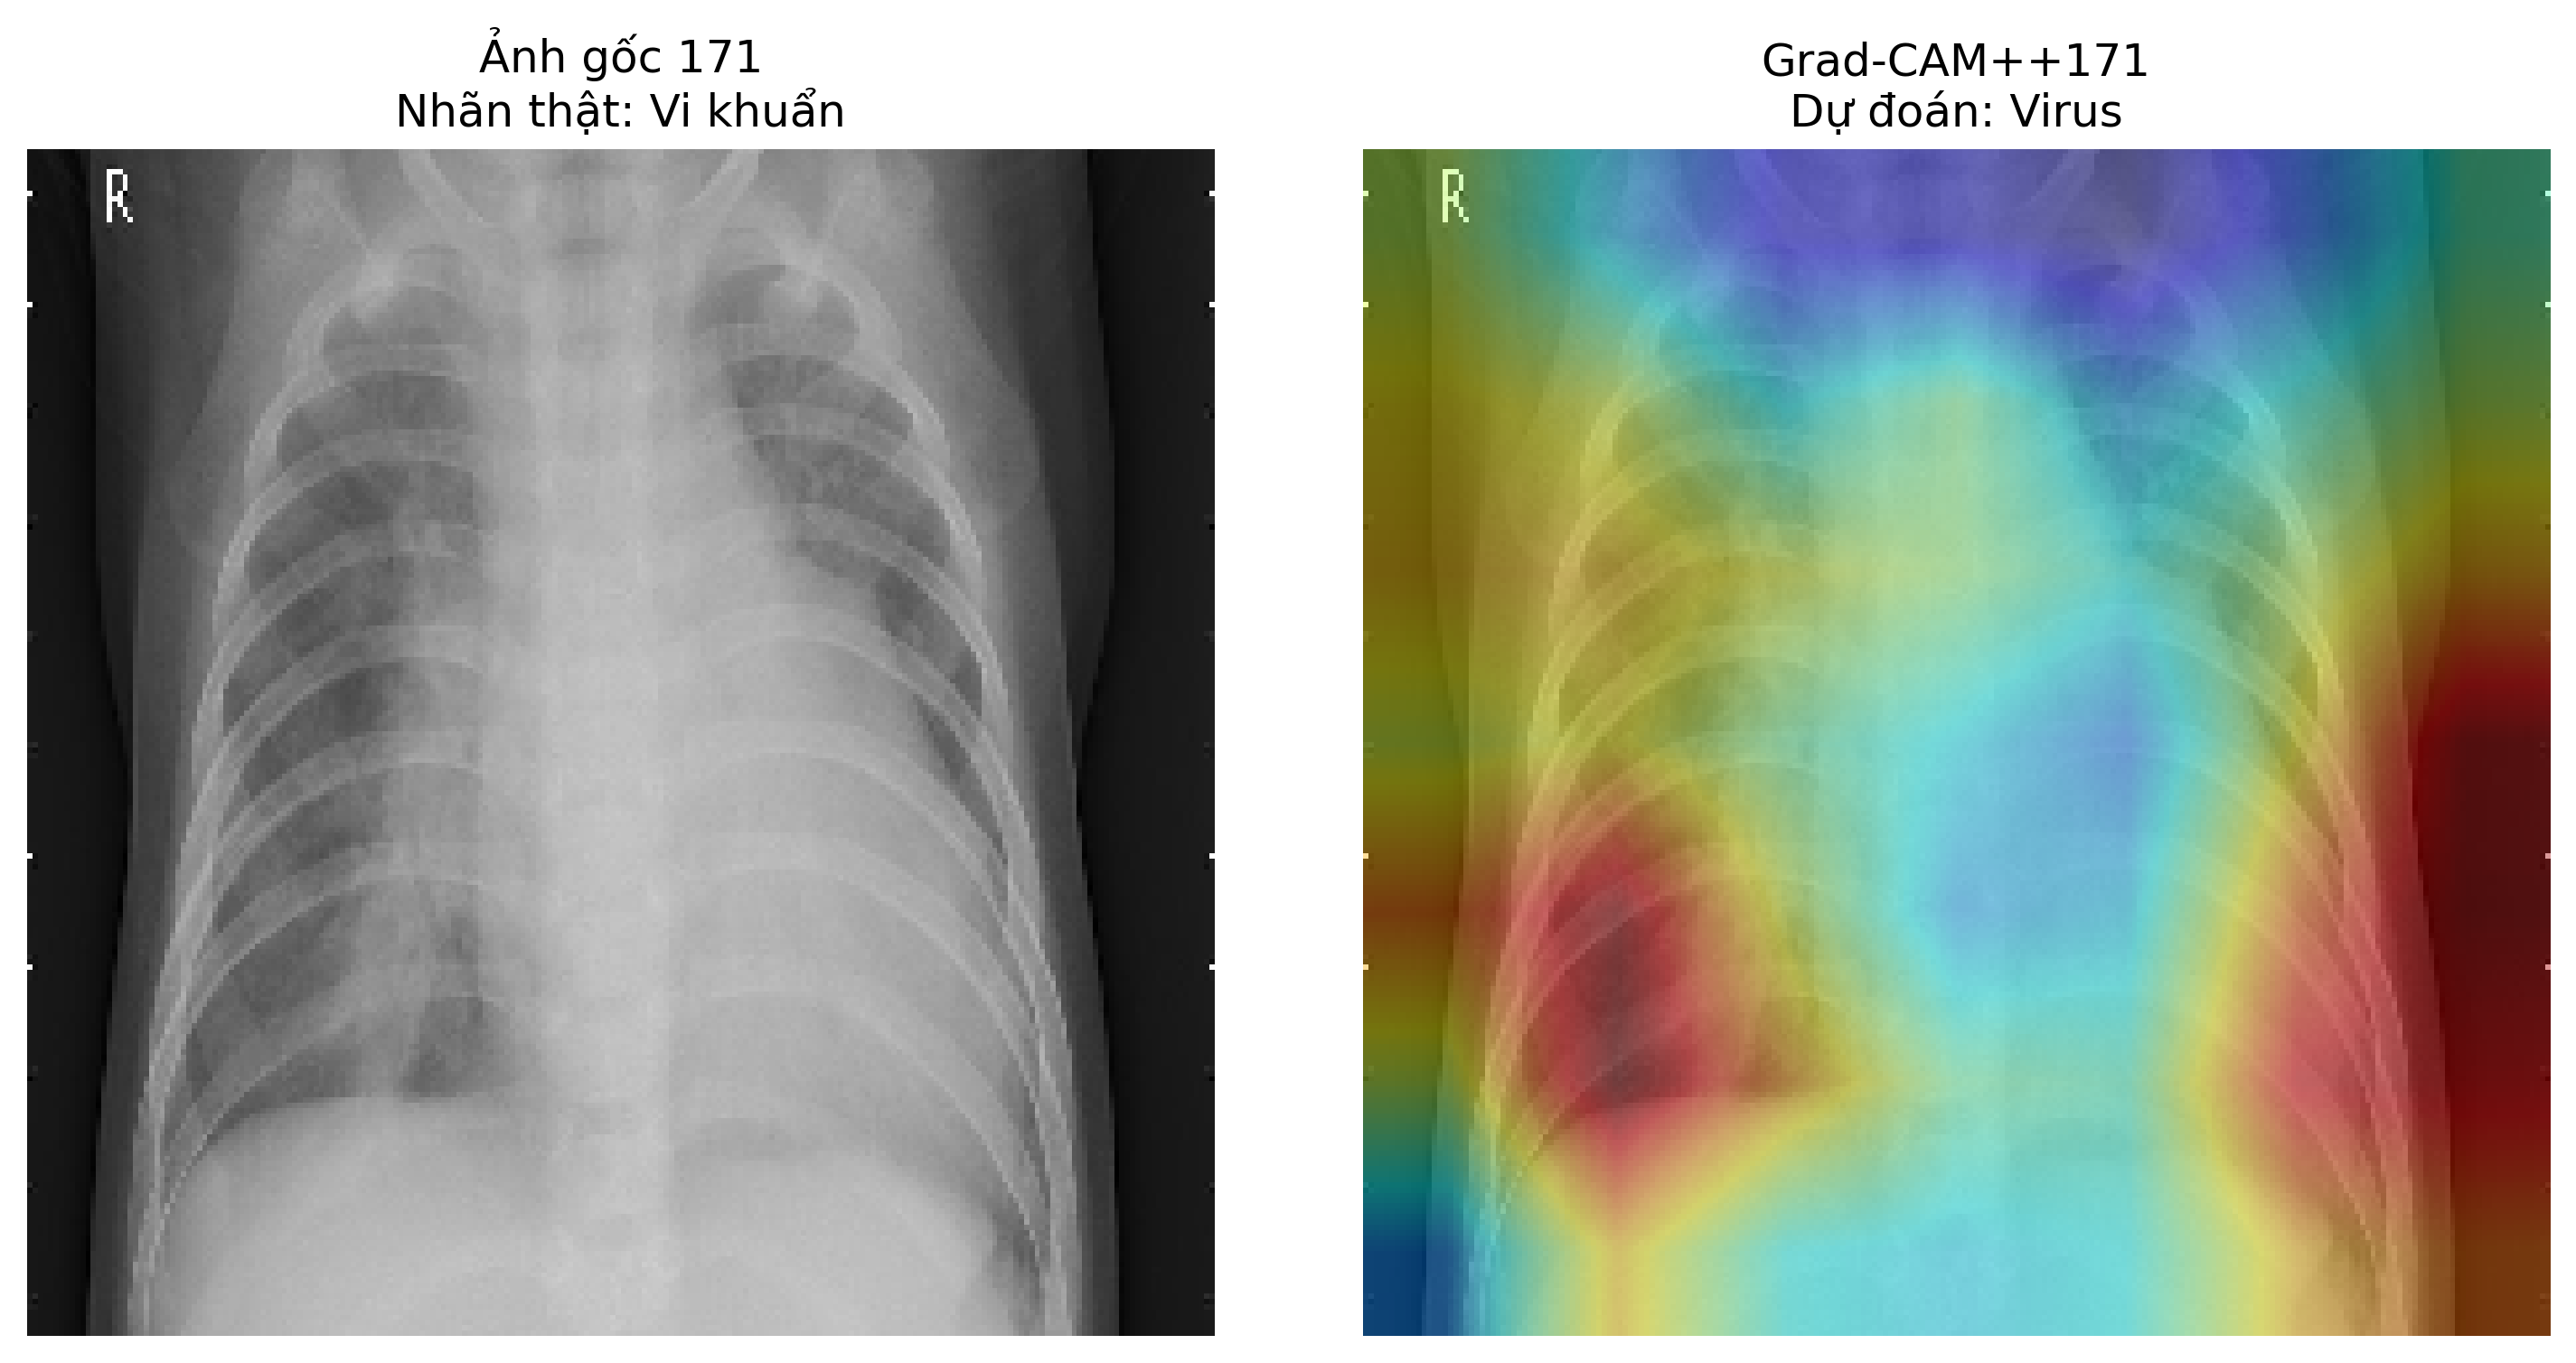 Ảnh gốc 171
Nhãn thật: Vi khuẩn
R
Grad-CAM++171
Dự đoán: Virus
R